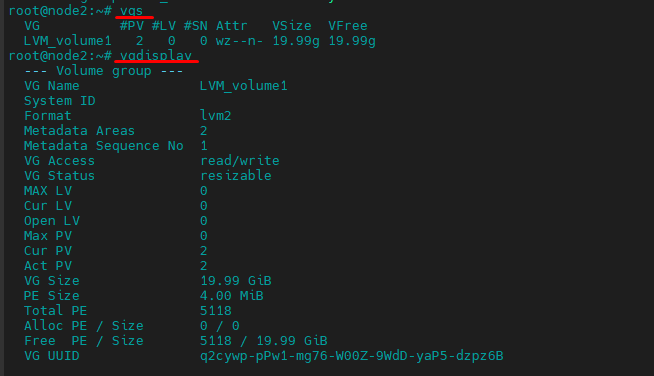 root@node2:~# vgs
  VG          #PV #LV #SN Attr   VSize  VFree
  LVM_volume1   2   0   0 wz--n- 19.99g 19.99g
root@node2:~# vgdisplay
  --- Volume group ---
  VG Name               LVM_volume1
  System ID
  Format                lvm2
  Metadata Areas        2
  Metadata Sequence No  1
  VG Access             read/write
  VG Status             resizable
  MAX LV                0
  Cur LV                0
  Open LV               0
  Max PV                0
  Cur PV                2
  Act PV                2
  VG Size               19.99 GiB
  PE Size               4.00 MiB
  Total PE              5118
  Alloc PE / Size       0 / 0
  Free  PE / Size       5118 / 19.99 GiB
  VG UUID               q2cywp-pPw1-mg76-W00Z-9WdD-yaP5-dzpz6B